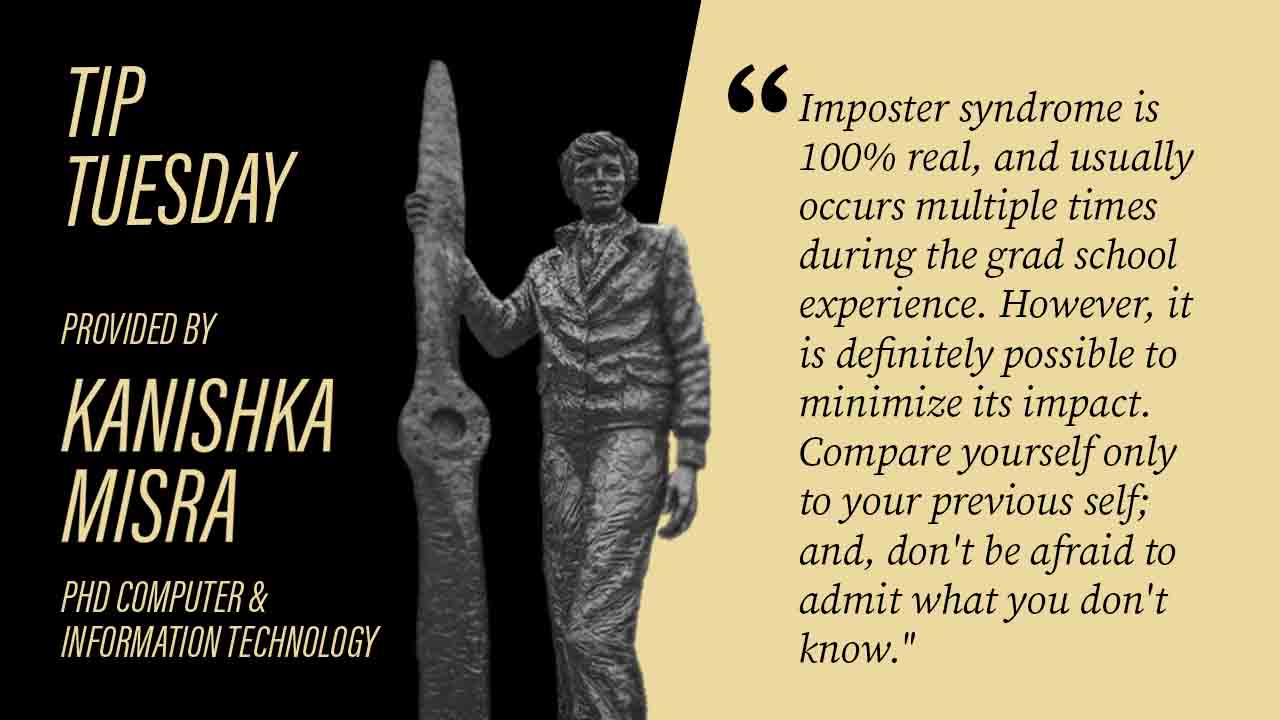 TIP
TUESDAY
PROVIDED BY
KANISHKA
MISRA
PHD COMPUTER &
INFORMATION TECHNOLOGY
“ Imposter syndrome is
100% real, and usually
occurs multiple times
during the grad school
experience. However, it
is definitely possible to
minimize its impact.
Compare yourself only
to your previous self;
and, don't be afraid to
admit what you don't
know."